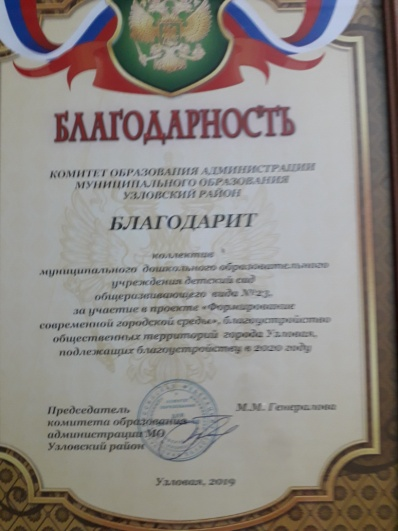 БЛАГОДАРНОСТЬ
КОМИТЕТ ОБРАЗОВАНИЯ АДМИНИСТРАЦИИ
МУНИЦИПАЛЬНОГО ОБРАЗОВАНИЯ
УЗЛОВСКИЙ РАЙОН
БЛАГОДАРИТ
коллектив
муниципального дошкольного образовательного
учреждения детский сад
общеразвивающего вида №23,
за участие в проекте «Формирование
современной городской среды», благоустройство
общественных территорий города Узловая,
подлежащих благоустройству в 2020 году
Председатель М.М. Генералова
комитета образования
администрации МО
Узловский район
Узловая, 2019